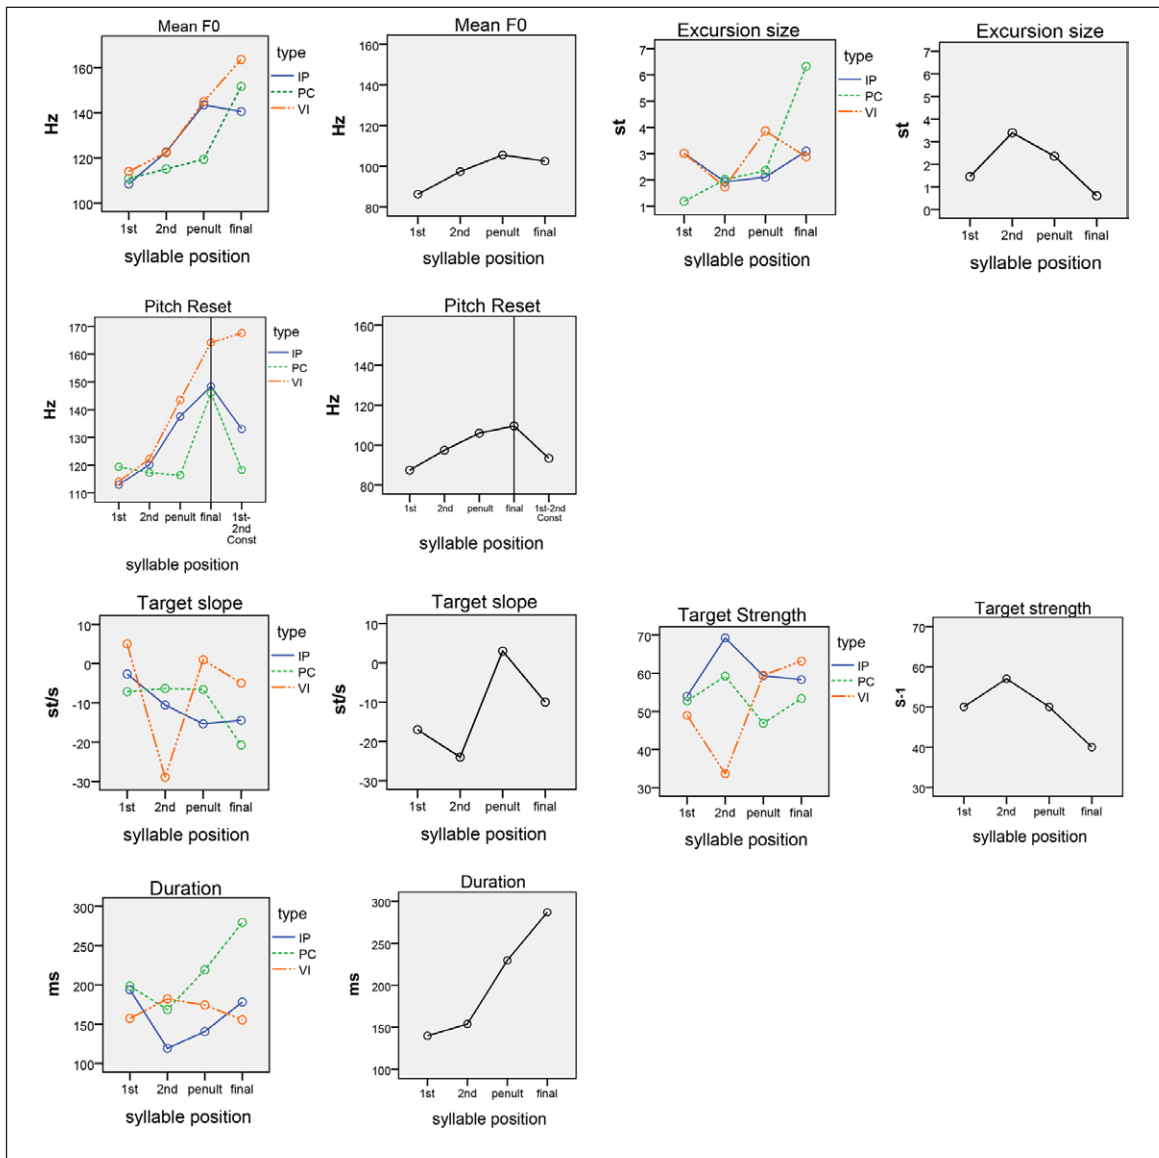 Mean F0
160
140
120
100
Hz
1st 2nd penult final
syllable position
type
IP
PC
VI
Mean F0
160
140
120
100
80
Hz
1st 2nd penult final
syllable position
Excursion size
7
6
5
4
3
2
1
st
1st 2nd penult final
syllable position
type
IP
PC
VI
Excursion size
7
6
5
4
3
2
1
0
st
1st 2nd penult final
syllable position
Pitch Reset
170
160
150
140
130
120
110
Hz
1st 2nd penult final 1st-
2nd
Const
syllable position
type
IP
PC
VI
Pitch Reset
160
140
120
100
80
Hz
1st 2nd penult final 1st-2nd
Const
syllable position
Target slope
10
0
-10
-20
-30
st/s
1st 2nd penult final
syllable position
type
IP
PC
VI
Target slope
10
0
-10
-20
-30
st/s
1st 2nd penult final
syllable position
Target Strength
70
60
50
40
30
1st 2nd penult final
syllable position
type
IP
PC
VI
Target strength
70
60
50
40
30
s-1
1st 2nd penult final
syllable position
Duration
300
250
200
150
100
ms
1st 2nd penult final
syllable position
type
IP
PC
VI
Duration
300
250
200
150
100
ms
1st 2nd penult final
syllable position